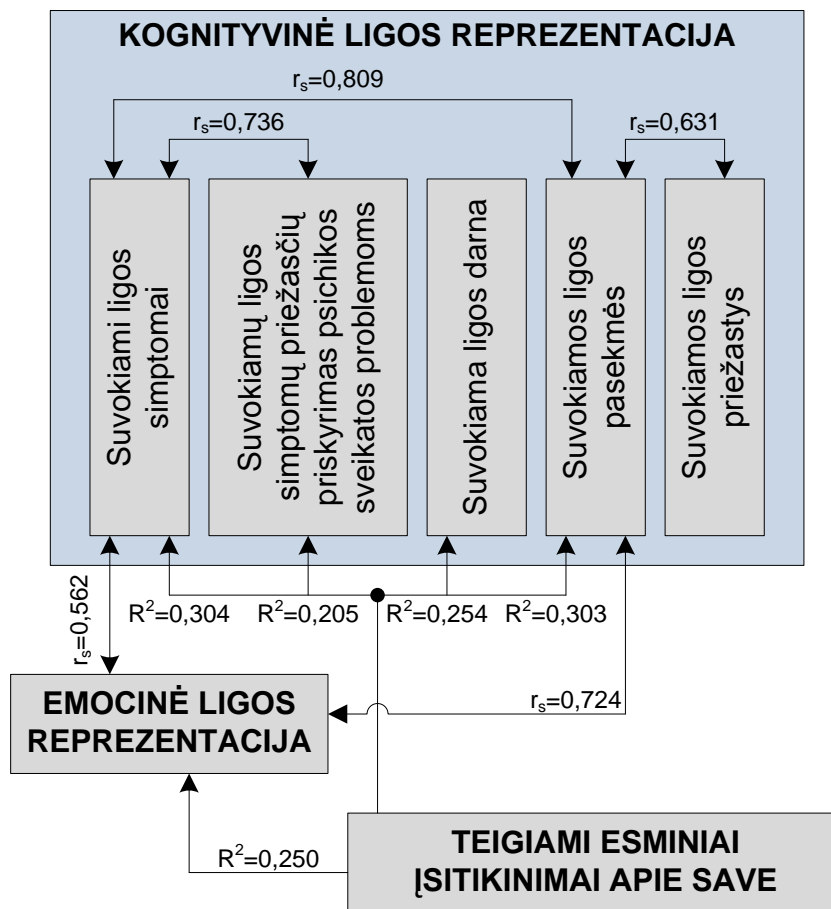 KOGNITYVINĖ LIGOS REPREZENTACIJA
rs=0,809
rs=0,736
rs=0,631
Suvokiami ligos
simptomai
Suvokiamų ligos
simptomų priežasčių
priskyrimas psichikos
sveikatos problemoms
Suvokiama ligos darna
Suvokiamos ligos
pasekmės
Suvokiamos ligos
priežastys
rs=0,562
R²=0,304
R²=0,205
R²=0,254
R²=0,303
EMOCINĖ LIGOS
REPREZENTACIJA
rs=0,724
R²=0,250
TEIGIAMI ESMINIAI
ĮSITIKINIMAI APIE SAVE